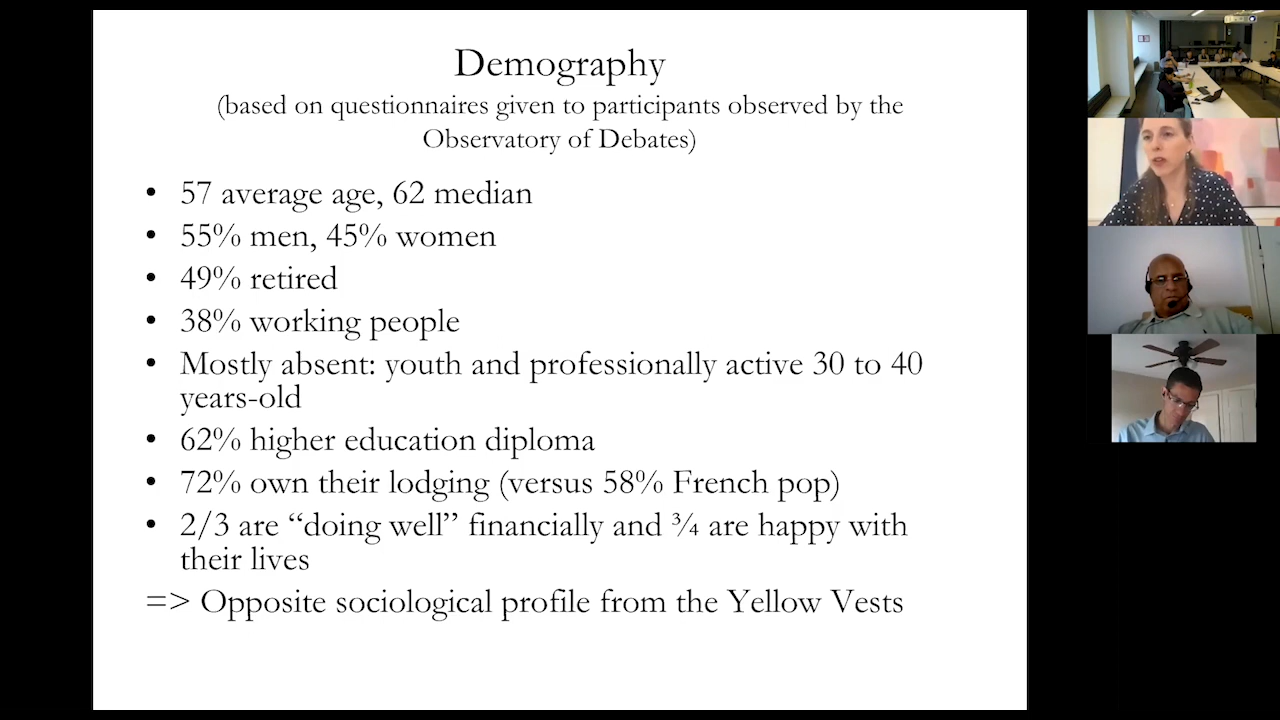 Demography
(based on questionnaires given to participants observed by the
Observatory of Debates)
• 57 average age, 62 median
• 55% men, 45% women
• 49% retired
• 38% working people
• Mostly absent: youth and professionally active 30 to 40
years-old
• 62% higher education diploma
• 72% own their lodging (versus 58% French pop)
• 2/3 are “doing well” financially and ¾ are happy with
their lives
=> Opposite sociological profile from the Yellow Vests